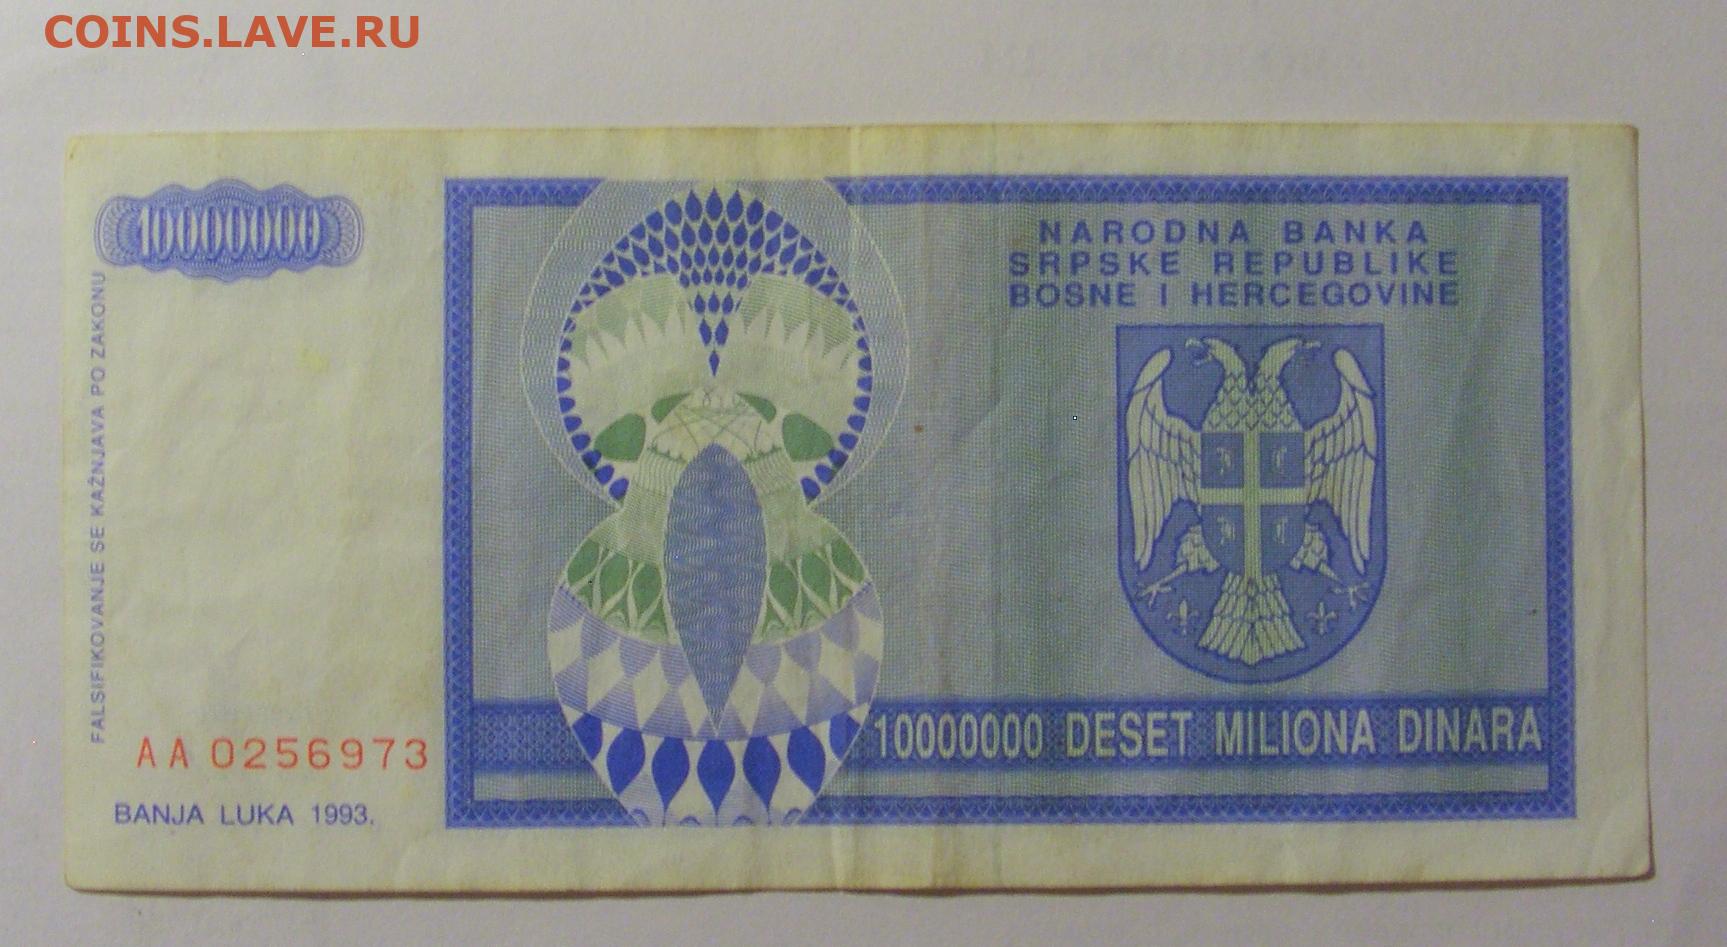 COINS.LAVE.RU
10000000
NARODNA BANKA
SRPSKE REPUBLIKE
BOSNE I HERCEGOVINE
FALSIFIKOVANJE SE KAŽNJAVA PO ZAKONU
10000000 DESET MILIONA DINARA
AA 0256973
BANJA LUKA 1993.